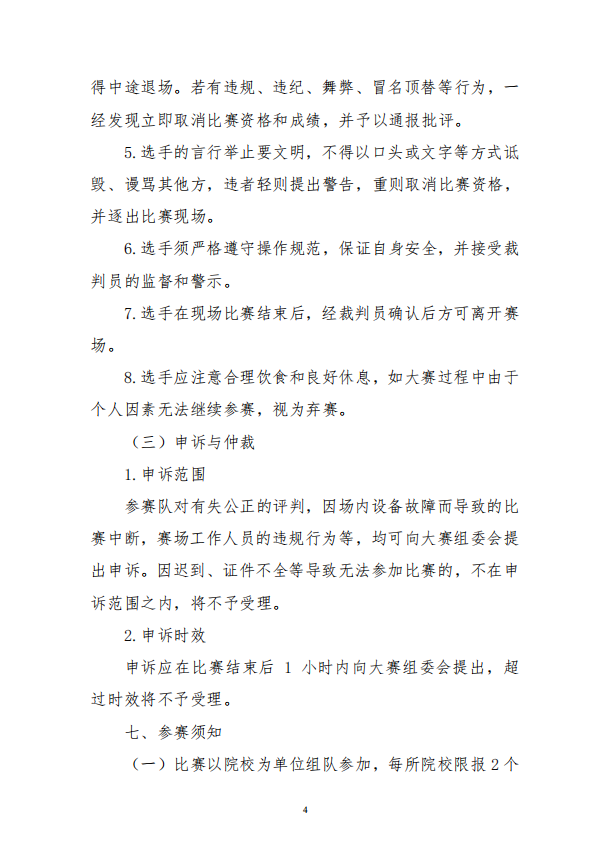 得中途退场。若有违规、违纪、舞弊、冒名顶替等行为，一
经发现立即取消比赛资格和成绩，并予以通报批评。
5.选手的言行举止要文明，不得以口头或文字等方式诋
毁、谩骂其他方，违者轻则提出警告，重则取消比赛资格，
并逐出比赛现场。
6.选手须严格遵守操作规范，保证自身安全，并接受裁
判员的监督和警示。
7.选手在现场比赛结束后，经裁判员确认后方可离开赛
场。
8.选手应注意合理饮食和良好休息，如大赛过程中由于
个人因素无法继续参赛，视为弃赛。
（三）申诉与仲裁
1.申诉范围
参赛队对有失公正的评判，因场内设备故障而导致的比
赛中断，赛场工作人员的违规行为等，均可向大赛组委会提
出申诉。因迟到、证件不全等导致无法参加比赛的，不在申
诉范围之内，将不予受理。
2.申诉时效
申诉应在比赛结束后 1 小时内向大赛组委会提出，超
过时效将不予受理。
七、参赛须知
（一）比赛以院校为单位组队参加，每所院校限报 2 个
4